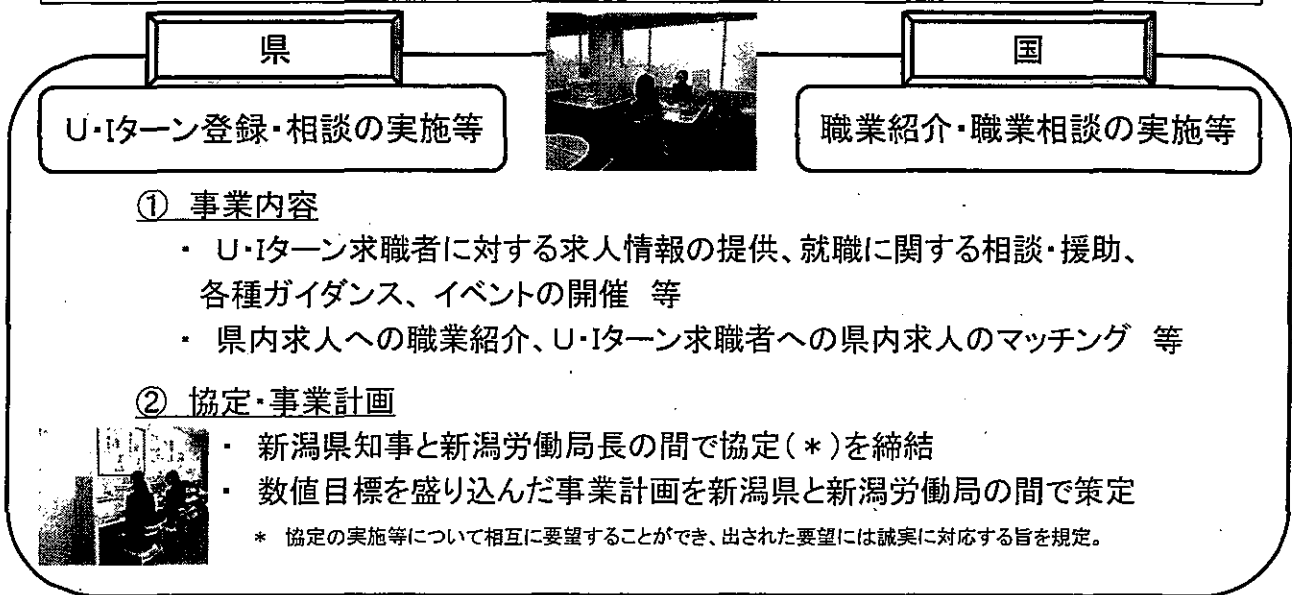 県
国
U・Iターン登録・相談の実施等
職業紹介・職業相談の実施等
① 事業内容
・ U・Iターン求職者に対する求人情報の提供、就職に関する相談・援助、
各種ガイダンス、イベントの開催 等
・ 県内求人への職業紹介、U・Iターン求職者への県内求人のマッチング 等
② 協定・事業計画
・ 新潟県知事と新潟労働局長の間で協定(*)を締結
・ 数値目標を盛り込んだ事業計画を新潟県と新潟労働局の間で策定
* 協定の実施等について相互に要望することができ、出された要望には誠実に対応する旨を規定。